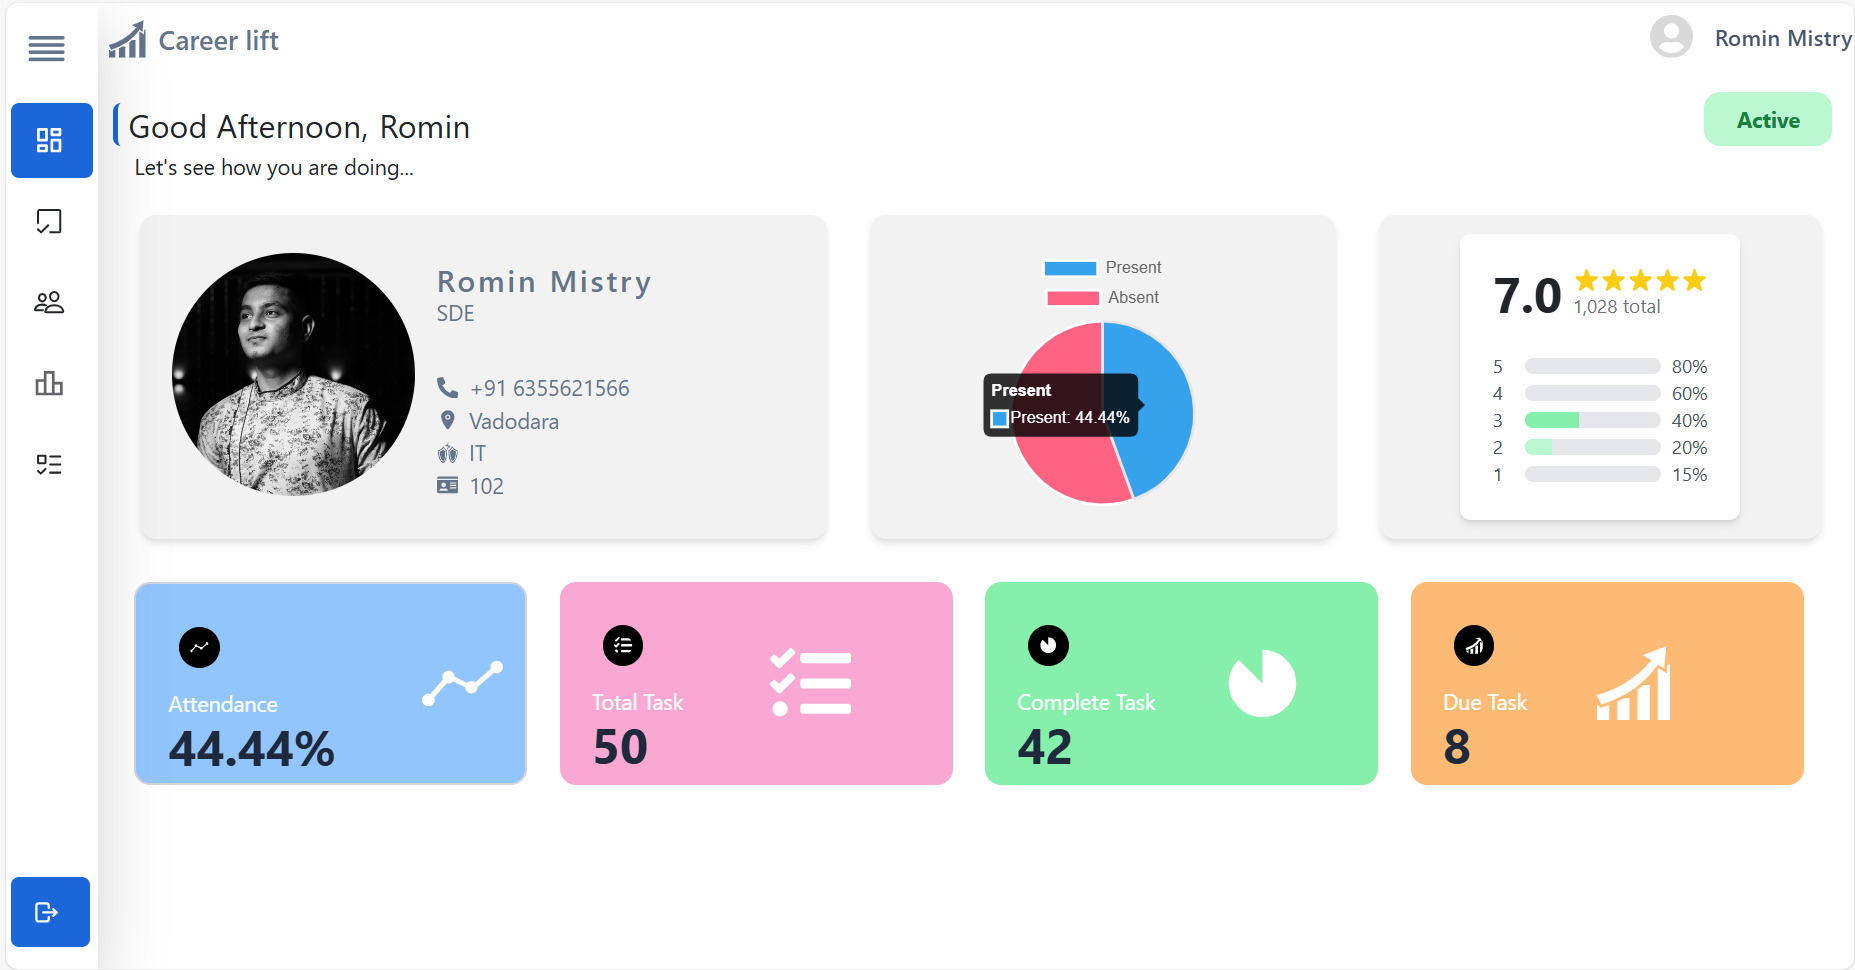 Career lift
Romin Mistry
Good Afternoon, Romin
Active
Let's see how you are doing...
Romin Mistry
SDE
+91 6355621566
Vadodara
IT
102
Present
Absent
Present
Present: 44.44%
7.0
1,028 total
5 80%
4 60%
3 40%
2 20%
1 15%
Attendance
44.44%
Total Task
50
Complete Task
42
Due Task
8